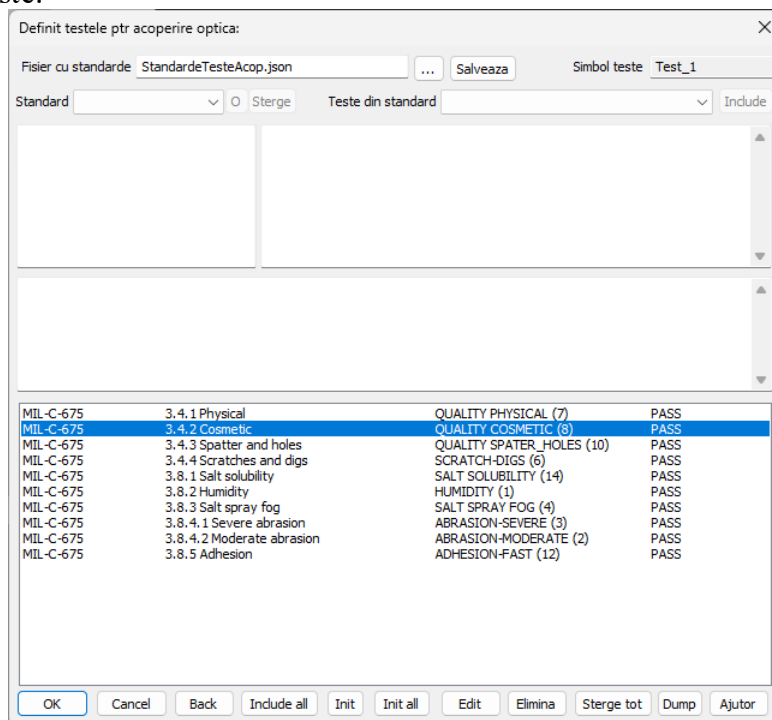 Definit testele ptr acoperire optica:
Fisier cu standarde StandardeTesteAcop.json ... Salveaza Simbol teste Test_1
Standard O Sterge Teste din standard Include
MIL-C-675 3.4.1 Physical QUALITY PHYSICAL (7) PASS
MIL-C-675 3.4.2 Cosmetic QUALITY COSMETIC (8) PASS
MIL-C-675 3.4.3 Spatter and holes QUALITY SPATER_HOLES (10) PASS
MIL-C-675 3.4.4 Scratches and digs SCRATCH-DIGS (6) PASS
MIL-C-675 3.8.1 Salt solubility SALT SOLUBILITY (14) PASS
MIL-C-675 3.8.2 Humidity HUMIDITY (1) PASS
MIL-C-675 3.8.3 Salt spray fog SALT SPRAY FOG (4) PASS
MIL-C-675 3.8.4.1 Severe abrasion ABRASION-SEVERE (3) PASS
MIL-C-675 3.8.4.2 Moderate abrasion ABRASION-MODERATE (2) PASS
MIL-C-675 3.8.5 Adhesion ADHESION-FAST (12) PASS
OK Cancel Back Include all Init Init all Edit Elimina Sterge tot Dump Ajutor